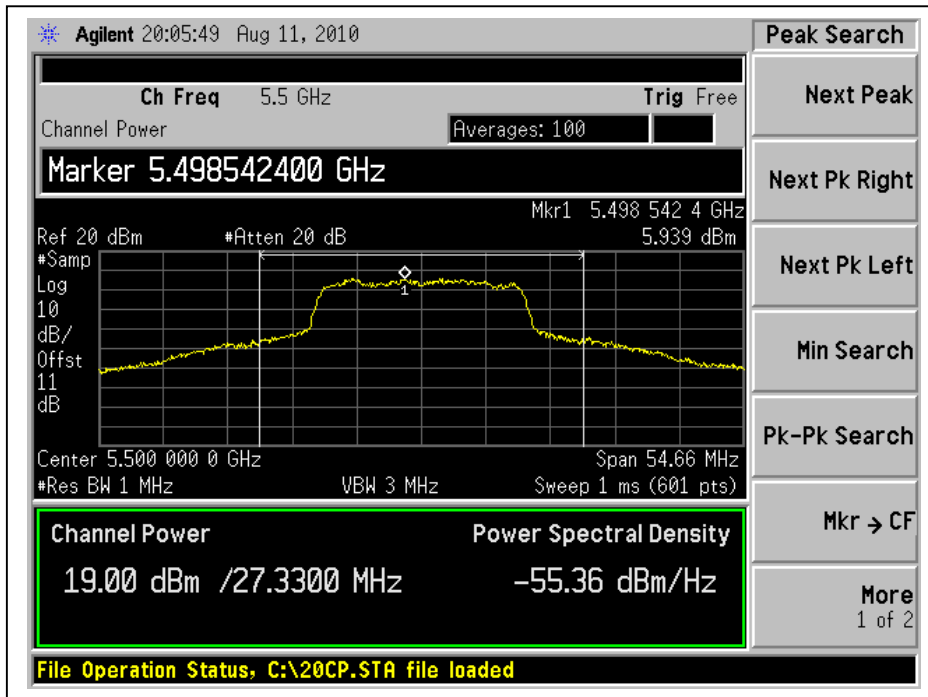 Agilent 20:05:49 Aug 11, 2010
Peak Search
Ch Freq 5.5 GHz Trig Free
Channel Power Averages: 100
Marker 5.498542400 GHz
Mkr1 5.498 542 4 GHz
Ref 20 dBm #Atten 20 dB 5.939 dBm
#Samp
Log
10
dB/
Offst
11
dB
1
Center 5.500 000 0 GHz Span 54.66 MHz
#Res BW 1 MHz VBW 3 MHz Sweep 1 ms (601 pts)
Channel Power Power Spectral Density
19.00 dBm /27.3300 MHz -55.36 dBm/Hz
File Operation Status, C:\20CP.STA file loaded
Next Peak
Next Pk Right
Next Pk Left
Min Search
Pk-Pk Search
Mkr → CF
More
1 of 2